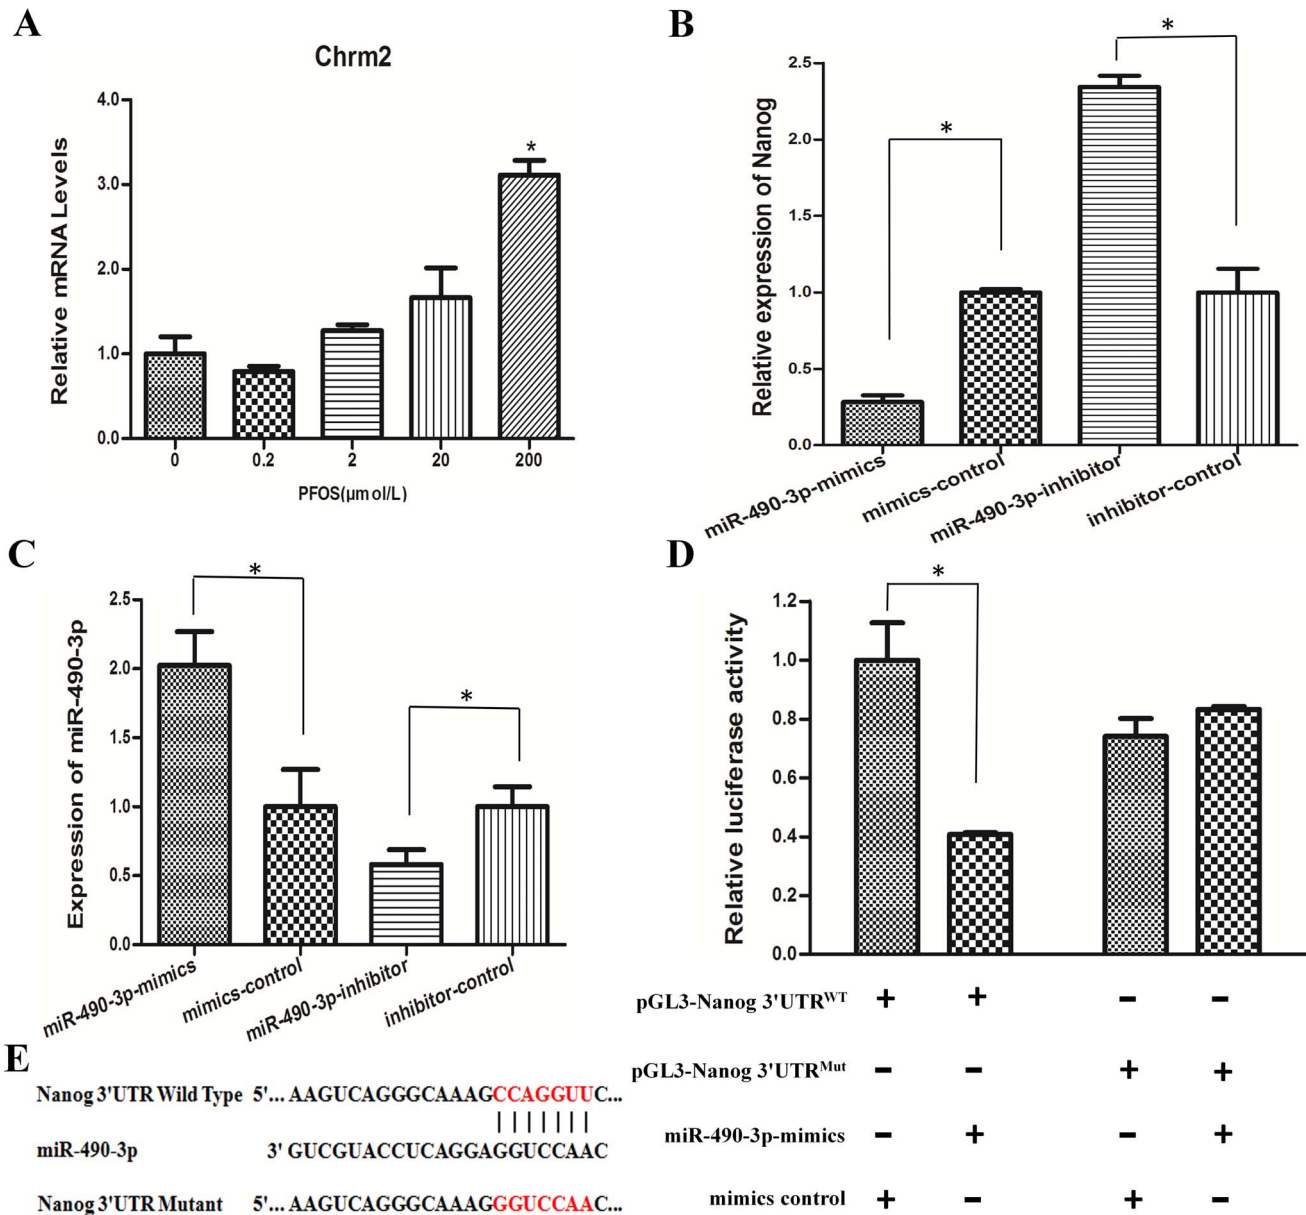 A
Chrm2
Relative mRNA Levels
4.0
3.0
2.0
1.0
0.0
*
0 0.2 2 20 200
PFOS(µmol/L)
B
Relative expression of Nanog
2.5
2.0
1.5
1.0
0.5
0.0
* *
miR-490-3p-mimics
mimics-control
miR-490-3p-inhibitor
inhibitor-control
C
Expression of miR-490-3p
2.5
2.0
1.5
1.0
0.5
0.0
* *
miR-490-3p-mimics
mimics-control
miR-490-3p-inhibitor
inhibitor-control
D
Relative luciferase activity
1.2
1.0
0.8
0.6
0.4
0.2
0.0
*
pGL3-Nanog 3'UTRWT + + - -
pGL3-Nanog 3'UTRMut - - + +
miR-490-3p-mimics - + - +
mimics control + - + -
E
Nanog 3'UTR Wild Type 5'... AAGUCAGGGCAAAGCCAGGUUC...
miR-490-3p 3' GUCGUACCUCAGGAGGUCCAAC
Nanog 3'UTR Mutant 5'... AAGUCAGGGCAAAGGGUCCAAC...